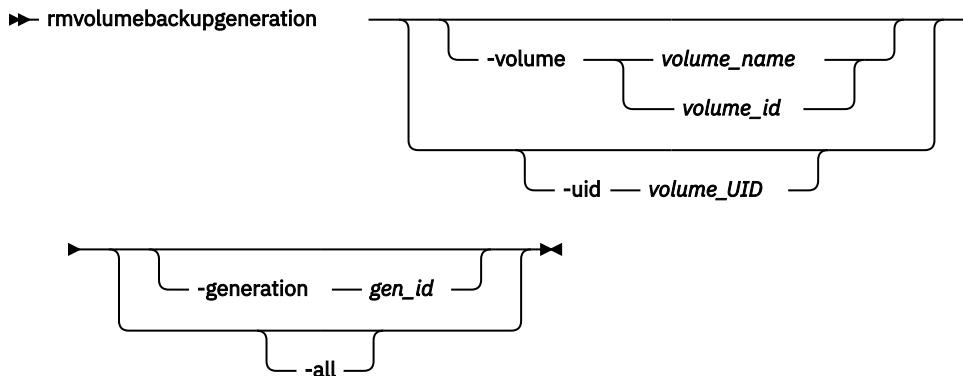 rmvolumebackupgeneration
-volume volume_name
volume_id
-uid volume_UID
-generation gen_id
-all